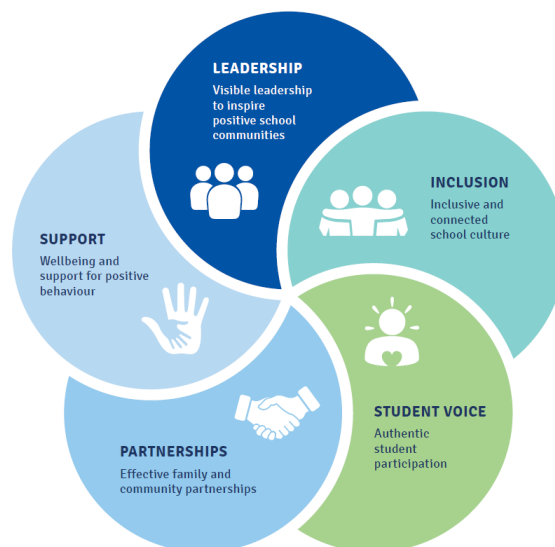 LEADERSHIP
Visible leadership
to inspire
positive school
communities
INCLUSION
Inclusive and
connected
school culture
STUDENT VOICE
Authentic
student
participation
PARTNERSHIPS
Effective family and
community partnerships
SUPPORT
Wellbeing and
support for positive
behaviour